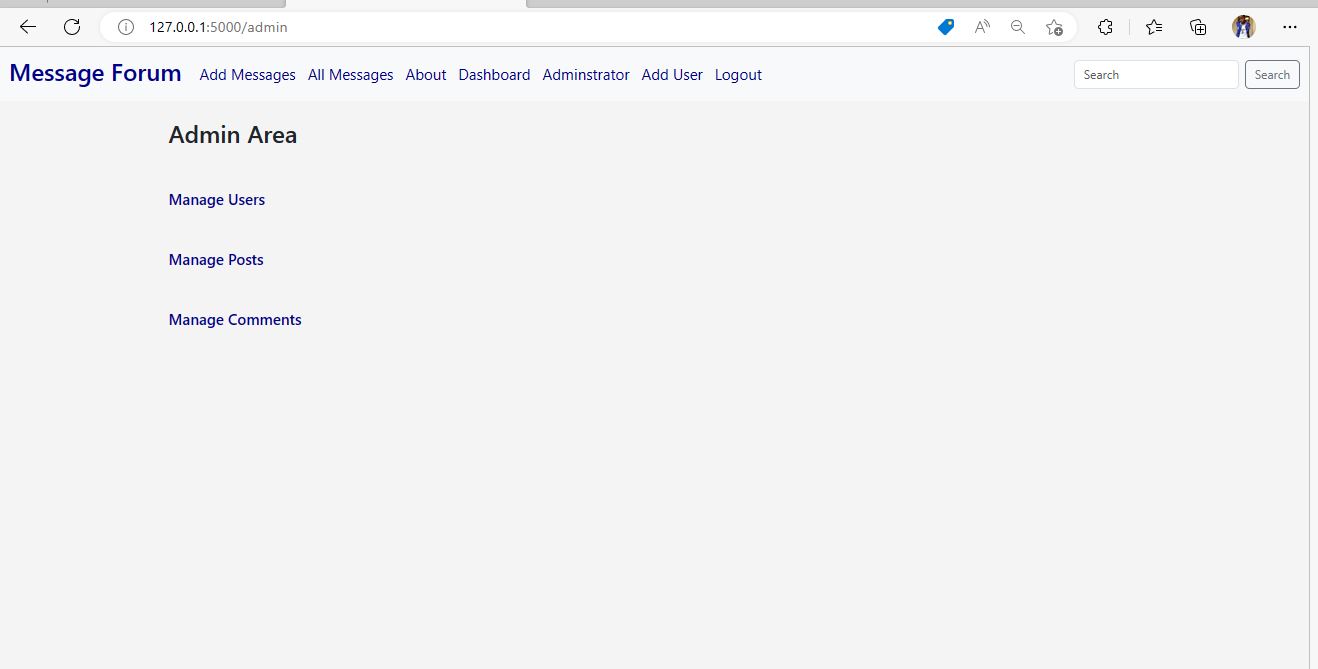 127.0.0.1:5000/admin
Message Forum Add Messages All Messages About Dashboard Adminstrator Add User Logout Search Search
Admin Area
Manage Users
Manage Posts
Manage Comments